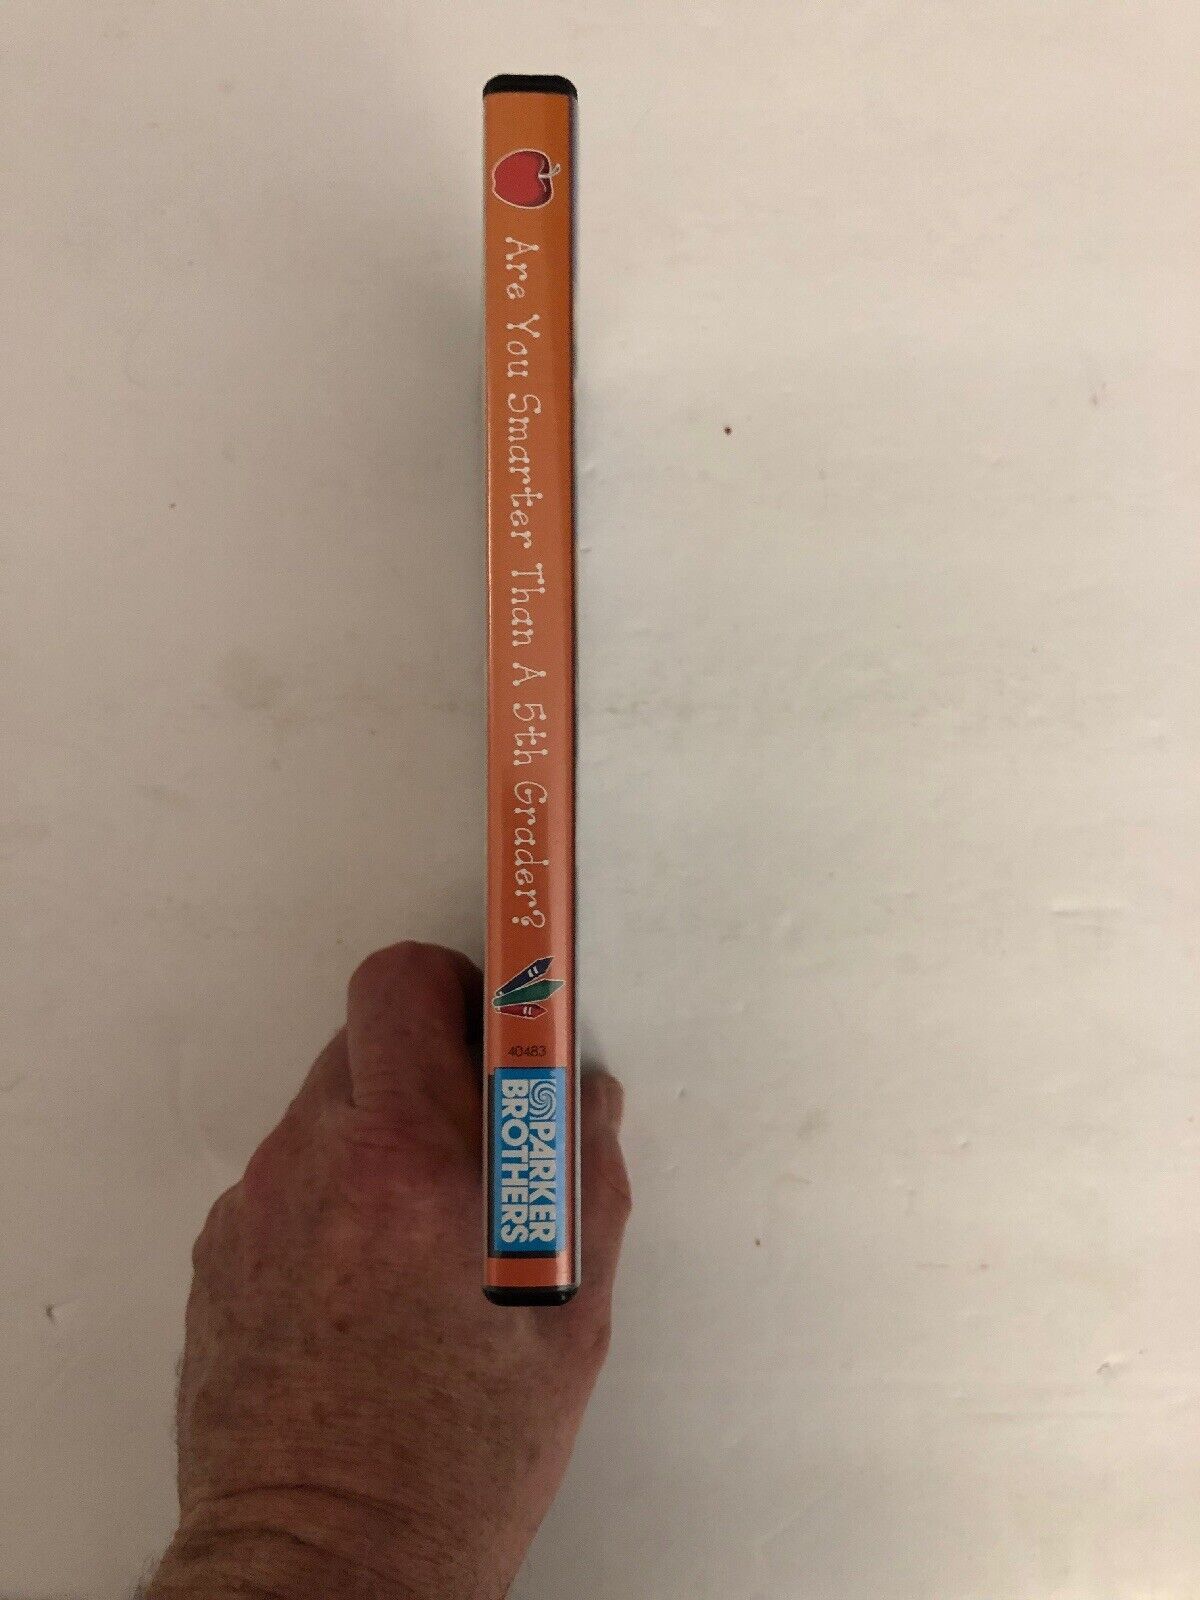 Are You Smarter Than A 5th Grader?
40483
PARKER
BROTHERS